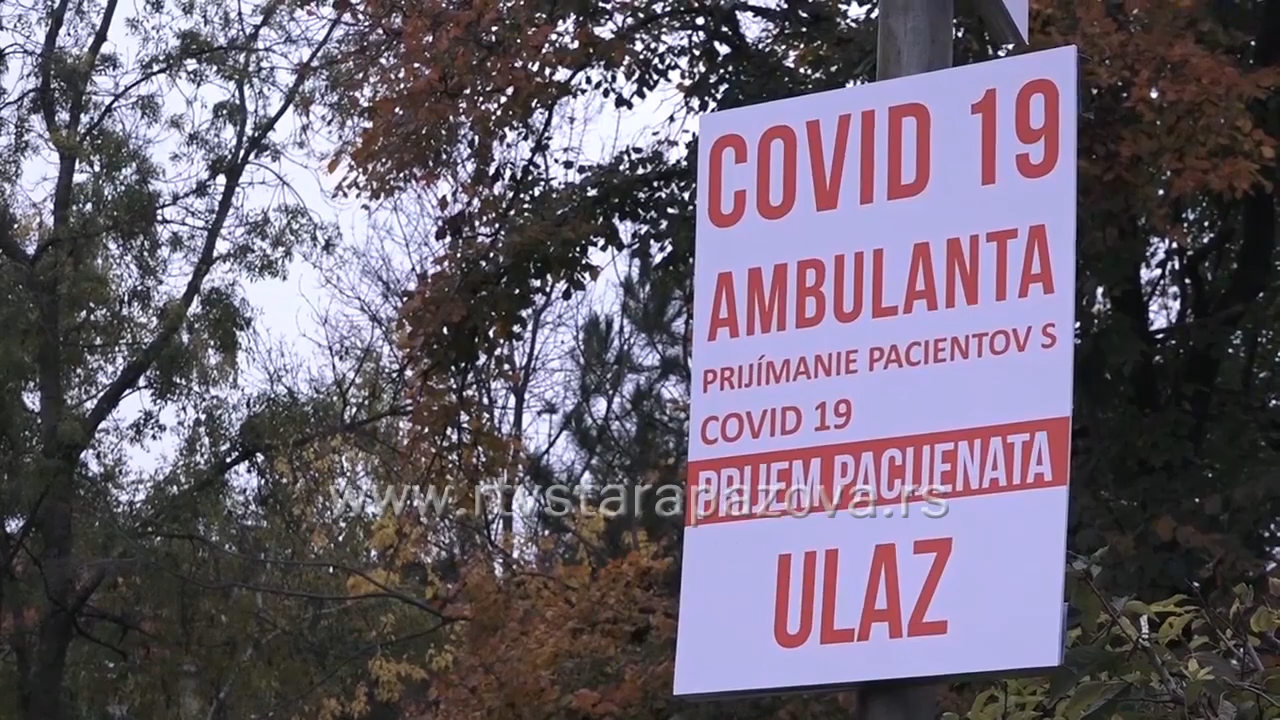 COVID 19
AMBULANTA
PRIJÍMANIE PACIENTOV S
COVID 19
PRIJEM PACIJENATA
www.rtvstarapazova.rs
ULAZ